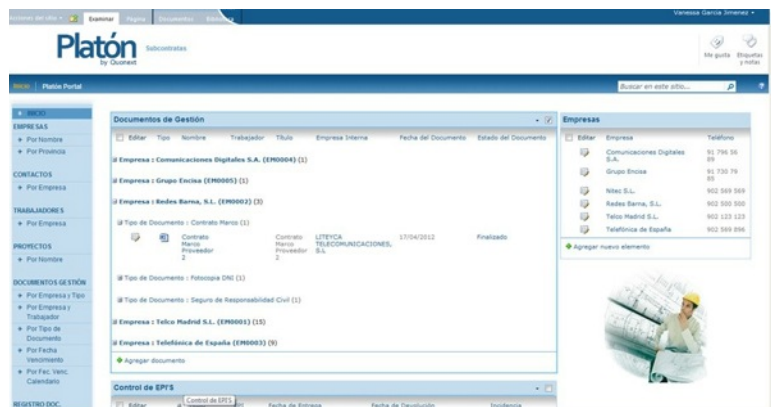 Acciones del sitio
Examinar
Página
Documentos
Biblioteca
Vanessa García Jiménez
Platón
by Quonext
Subcontratas
Me gusta
Etiquetas y notas
Inicio
Platón Portal
Buscar en este sitio...
INICIO
EMPRESAS
Por Nombre
Por Provincia
CONTACTOS
Por Empresa
TRABAJADORES
Por Empresa
PROYECTOS
Por Nombre
DOCUMENTOS GESTIÓN
Por Empresa y Tipo
Por Empresa y
Trabajador
Por Tipo de
Documento
Por Fecha
Vencimiento
Por Fec. Venc.
Calendario
REGISTRO DOC.
Documentos de Gestión
Editar Tipo Nombre Trabajador Título Empresa Interna Fecha del Documento Estado del Documento
Empresa : Comunicaciones Digitales S.A. (EM0004) (1)
Empresa : Grupo Encisa (EM0005) (1)
Empresa : Redes Barna, S.L. (EM0002) (3)
Tipo de Documento : Contrato Marco (1)
Contrato Contrato LITEYCA 17/04/2012 Finalizado
Marco Marco TELECOMUNICACIONES,
Proveedor Proveedor S.L
2 2
Tipo de Documento : Fotocopia DNI (1)
Tipo de Documento : Seguro de Responsabilidad Civil (1)
Empresa : Telco Madrid S.L. (EM0001) (15)
Empresa : Telefónica de España (EM0003) (9)
Agregar documento
Control de EPI'S
Control de EPI'S
Editar
Fecha de Entrega Fecha de Devolución Incidencia
Empresas
Editar Empresa Teléfono
Comunicaciones Digitales 91 796 56
S.A.
Grupo Encisa 91 730 79
Nitec S.L. 902 569 569
Redes Barna, S.L. 902 500 500
Telco Madrid S.L. 902 123 123
Telefónica de España 902 569 896
Agregar nuevo elemento